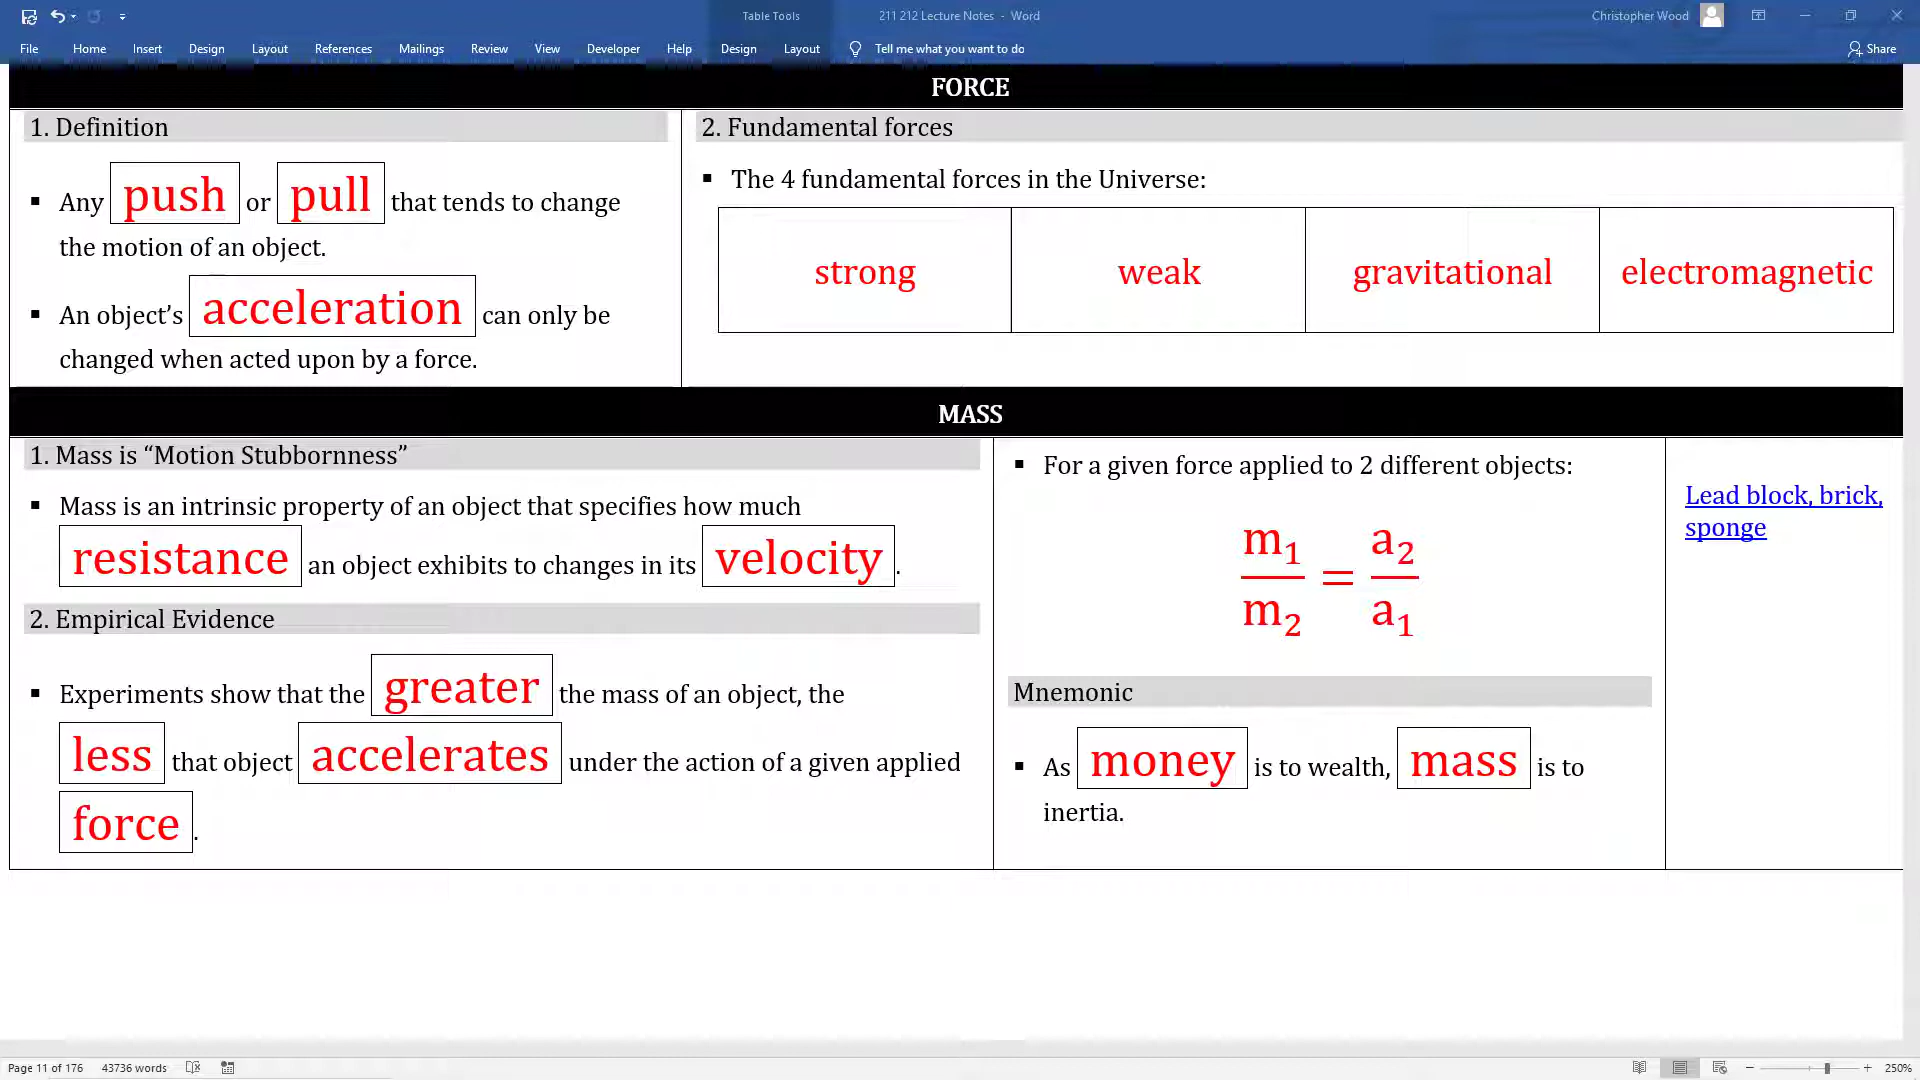 Table Tools
211 212 Lecture Notes - Word
Christopher Wood
File Home Insert Design Layout References Mailings Review View Developer Help Design Layout Tell me what you want to do Share
FORCE
1. Definition
▪ Any push or pull that tends to change
the motion of an object.
▪ An object’s acceleration can only be
changed when acted upon by a force.
2. Fundamental forces
▪ The 4 fundamental forces in the Universe:
strong weak gravitational electromagnetic
MASS
1. Mass is “Motion Stubbornness”
▪ Mass is an intrinsic property of an object that specifies how much
resistance an object exhibits to changes in its velocity.
2. Empirical Evidence
▪ Experiments show that the greater the mass of an object, the
less that object accelerates under the action of a given applied
force.
▪ For a given force applied to 2 different objects:
m₁/m₂ = a₂/a₁
Mnemonic
▪ As money is to wealth, mass is to
inertia.
Lead block, brick,
sponge
Page 11 of 176 43736 words
250%